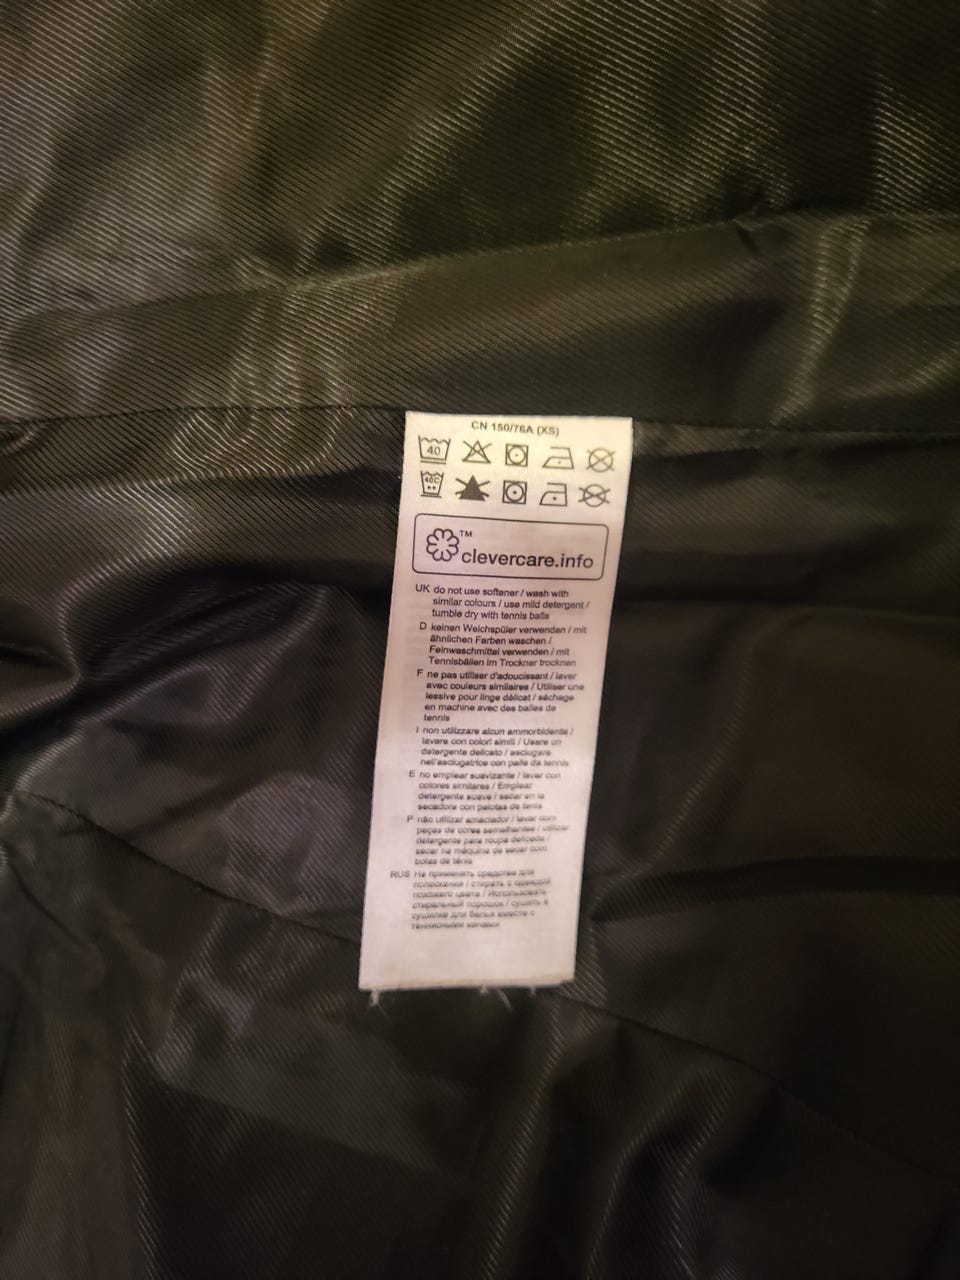 CN 150/76A (XS)
40
40C
clevercare.info™
UK do not use softener / wash with
similar colours / use mild detergent /
tumble dry with tennis balls
D keinen Weichspüler verwenden / mit
ähnlichen Farben waschen /
Feinwaschmittel verwenden / mit
Tennisbällen im Trockner trocknen
F ne pas utiliser d'adoucissant / laver
avec couleurs similaires / Utiliser une
lessive pour linge délicat / séchage
en machine avec des balles de
tennis
I non utilizzare alcun ammorbidente /
lavare con colori simili / Usare un
detergente delicato / asciugare
nell'asciugatrice con palle da tennis
E no emplear suavizante / lavar con
colores similares / Emplear
detergente suave / secar en la
secadora con pelotas de tenis
P não utilizar amaciador / lavar com
peças de cores semelhantes / utilizar
detergente para roupa delicada /
secar na máquina de secar com
bolas de ténis
RUS Не применять средства для
полоскания / стирать с одеждой
похожего цвета / Использовать
стиральный порошок / сушить в
сушилке для белья вместе с
теннисными мячами